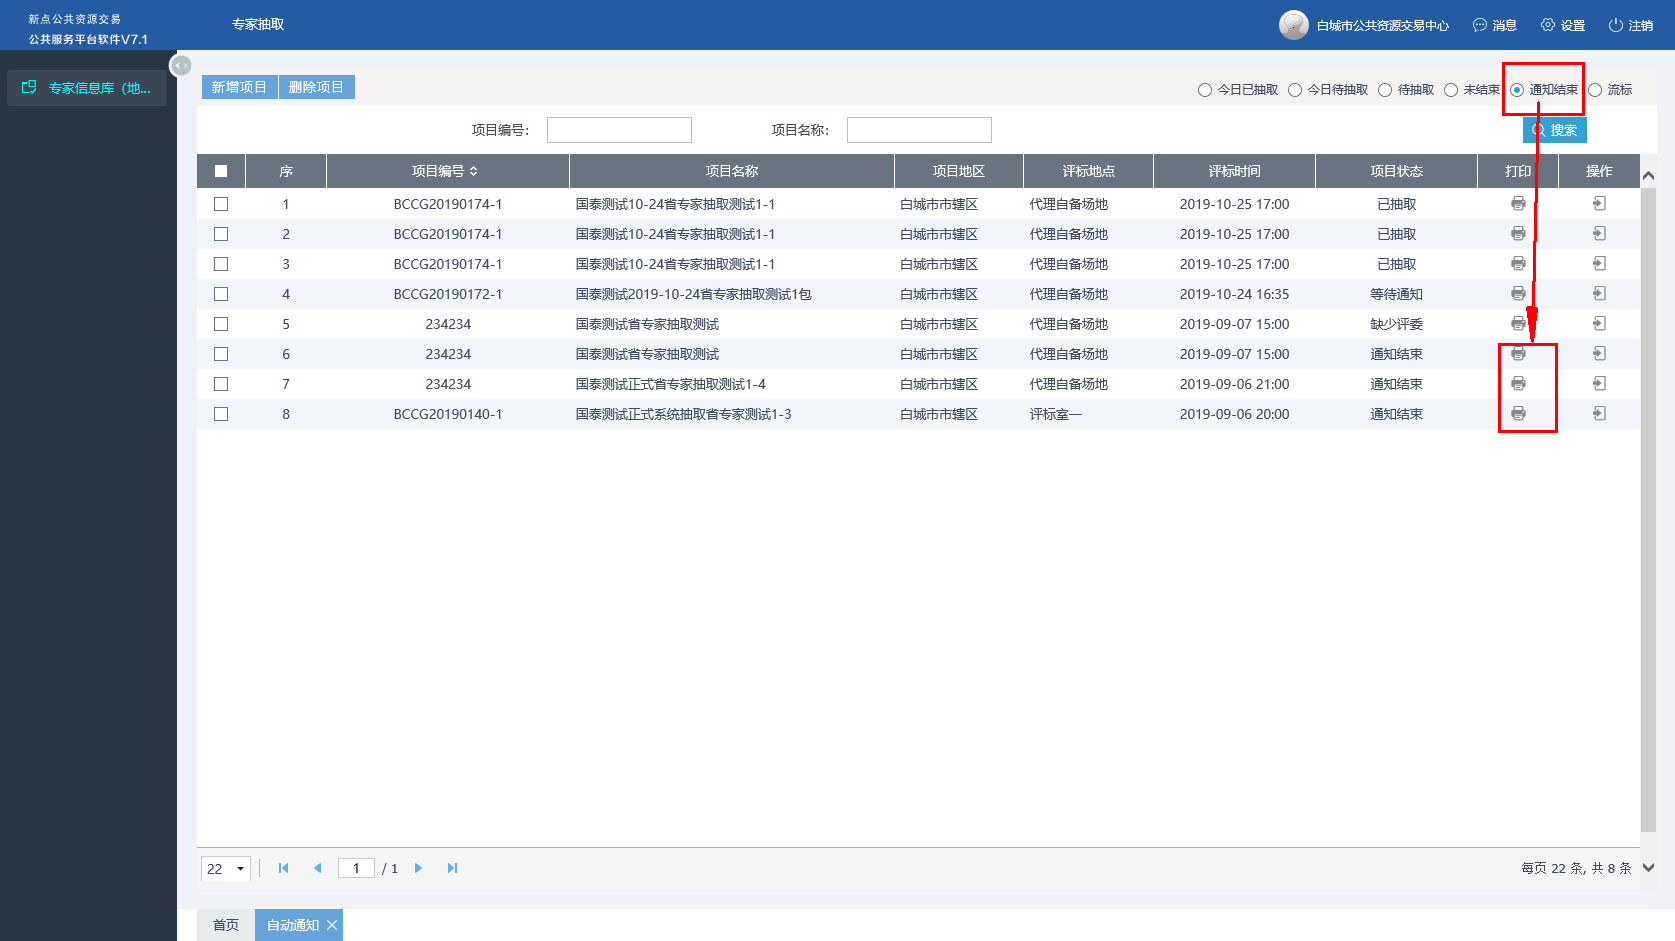 新点公共资源交易
公共服务平台软件V7.1
专家抽取
白城市公共资源交易中心 消息 设置 注销
专家信息库（地...
新增项目 删除项目
今日已抽取 今日待抽取 待抽取 未结束 通知结束 流标
项目编号： 项目名称： 搜索
序 项目编号 项目名称 项目地区 评标地点 评标时间 项目状态 打印 操作
1 BCCG20190174-1 国泰测试10-24省专家抽取测试1-1 白城市市辖区 代理自备场地 2019-10-25 17:00 已抽取
2 BCCG20190174-1 国泰测试10-24省专家抽取测试1-1 白城市市辖区 代理自备场地 2019-10-25 17:00 已抽取
3 BCCG20190174-1 国泰测试10-24省专家抽取测试1-1 白城市市辖区 代理自备场地 2019-10-25 17:00 已抽取
4 BCCG20190172-1 国泰测试2019-10-24省专家抽取测试1包 白城市市辖区 代理自备场地 2019-10-24 16:35 等待通知
5 234234 国泰测试省专家抽取测试 白城市市辖区 代理自备场地 2019-09-07 15:00 缺少评委
6 234234 国泰测试省专家抽取测试 白城市市辖区 代理自备场地 2019-09-07 15:00 通知结束
7 234234 国泰测试正式省专家抽取测试1-4 白城市市辖区 代理自备场地 2019-09-06 21:00 通知结束
8 BCCG20190140-1 国泰测试正式系统抽取省专家测试1-3 白城市市辖区 评标室一 2019-09-06 20:00 通知结束
22 1 / 1 每页 22 条, 共 8 条
首页 自动通知